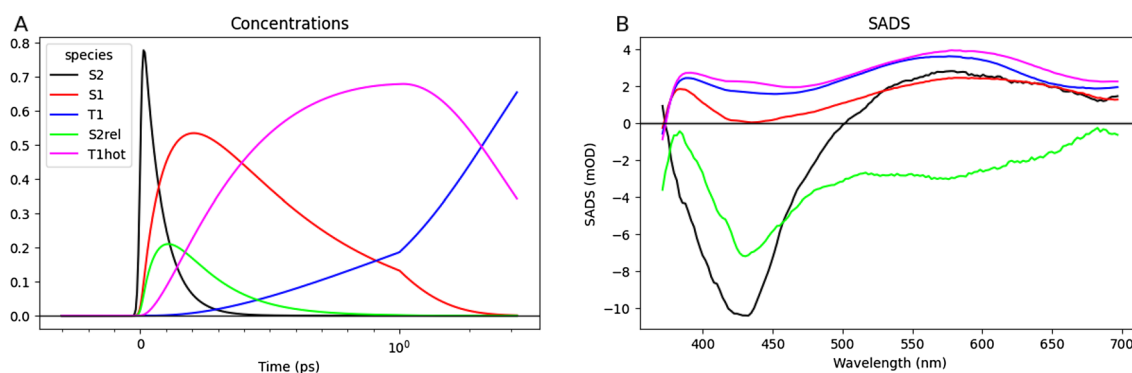 A
Concentrations
0.8
0.7
0.6
0.5
0.4
0.3
0.2
0.1
0.0
species
S2
S1
T1
S2rel
T1hot
0
10⁰
Time (ps)
B
SADS
SADS (mOD)
4
2
0
−2
−4
−6
−8
−10
400
450
500
550
600
650
700
Wavelength (nm)